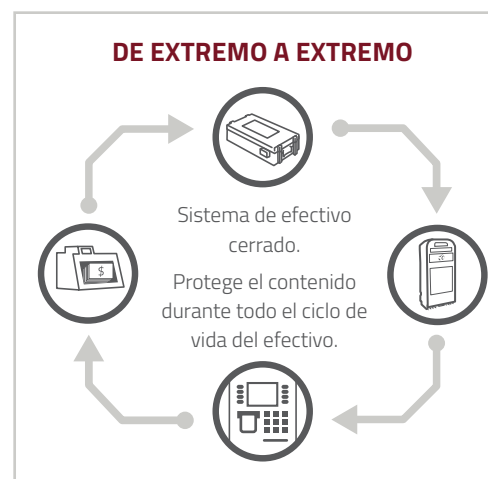 DE EXTREMO A EXTREMO
Sistema de efectivo
cerrado.
Protege el contenido
durante todo el ciclo de
vida del efectivo.
$